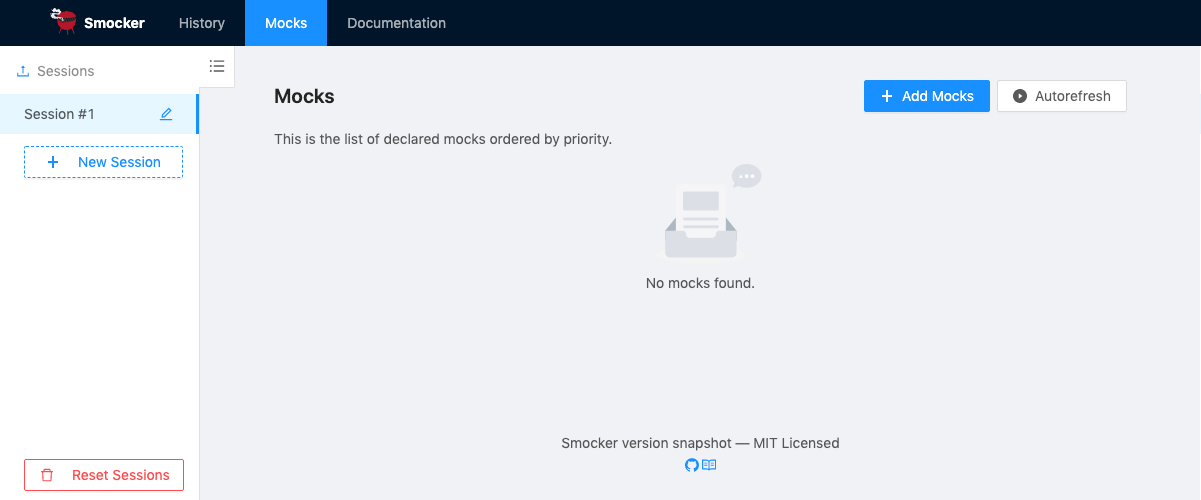 Smocker
History
Mocks
Documentation
Sessions
Session #1
New Session
Reset Sessions
Mocks
Add Mocks
Autorefresh
This is the list of declared mocks ordered by priority.
No mocks found.
Smocker version snapshot — MIT Licensed